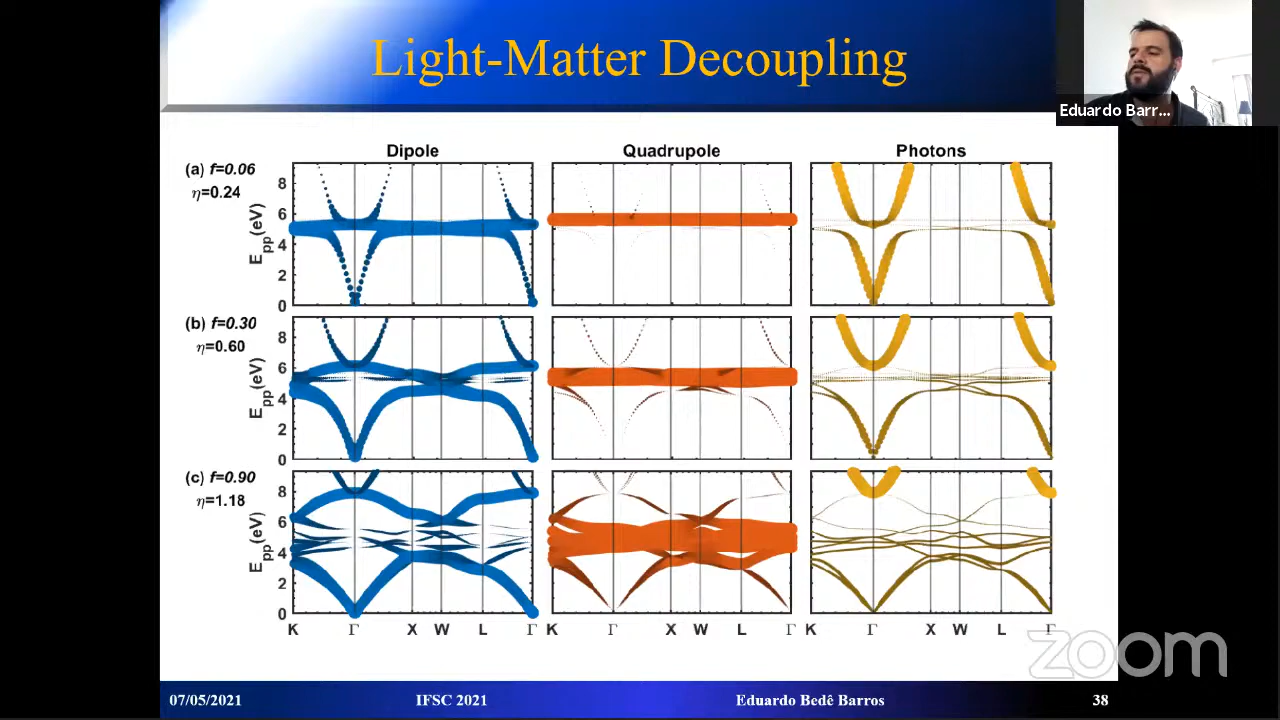 Light-Matter Decoupling
Eduardo Barr...
Dipole
Quadrupole
Photons
(a) f=0.06
η=0.24
E_pp(eV)
8
6
4
2
0
(b) f=0.30
η=0.60
E_pp(eV)
8
6
4
2
0
(c) f=0.90
η=1.18
E_pp(eV)
8
6
4
2
0
K Γ X W L Γ K Γ X W L Γ K Γ X W L Γ
zoom
07/05/2021 IFSC 2021 Eduardo Bedê Barros 38